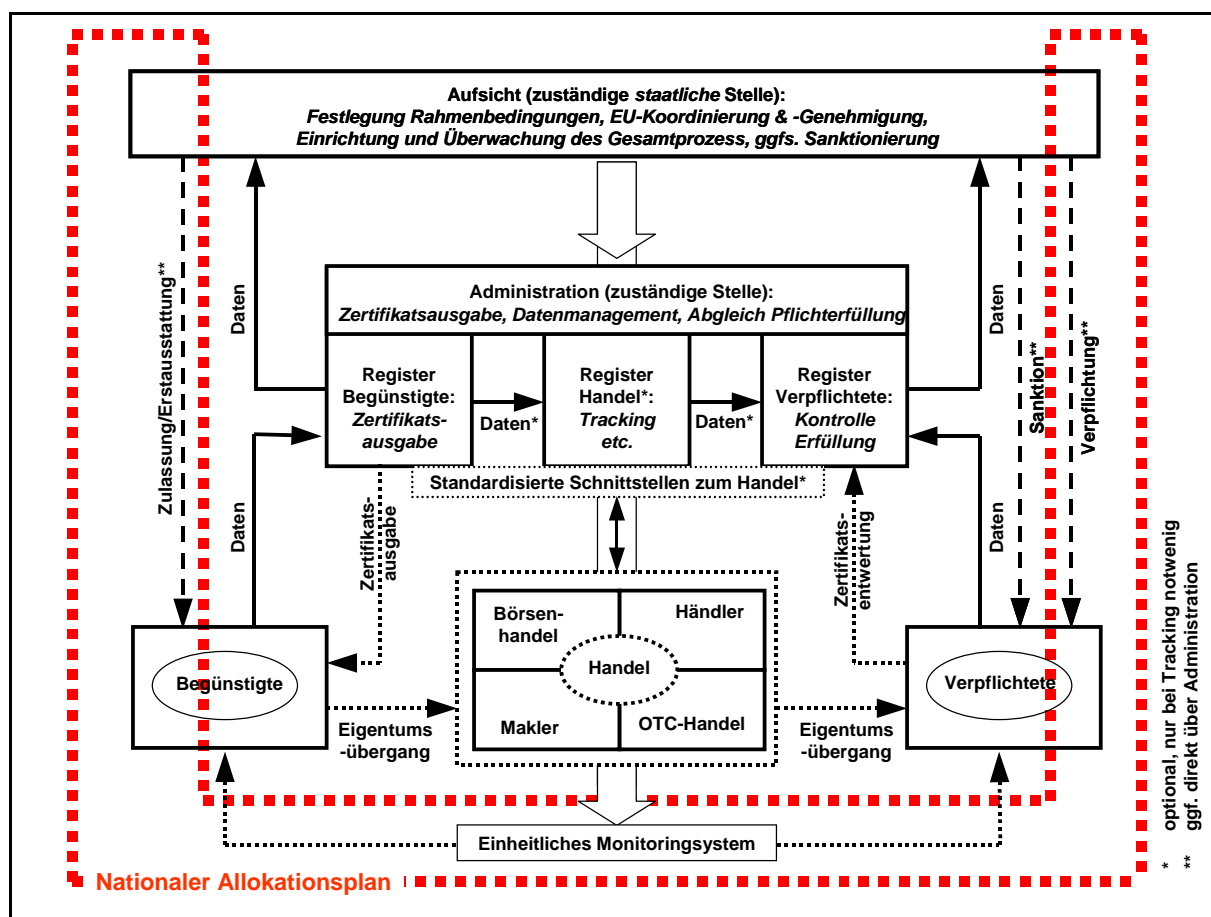 Aufsicht (zuständige staatliche Stelle):
Festlegung Rahmenbedingungen, EU-Koordinierung & -Genehmigung,
Einrichtung und Überwachung des Gesamtprozess, ggfs. Sanktionierung
Zulassung/Erstausstattung**
Daten
Daten
Sanktion**
Verpflichtung**
Administration (zuständige Stelle):
Zertifikatsausgabe, Datenmanagement, Abgleich Pflichterfüllung
Register
Begünstigte:
Zertifikats-
ausgabe
Daten*
Register
Handel*:
Tracking
etc.
Daten*
Register
Verpflichtete:
Kontrolle
Erfüllung
Standardisierte Schnittstellen zum Handel*
Daten
Zertifikats-
ausgabe
Zertifikats-
entwertung
Daten
Börsen-
handel
Händler
Handel
Makler
OTC-Handel
Begünstigte
Verpflichtete
Eigentums
-übergang
Eigentums
-übergang
Einheitliches Monitoringsystem
Nationaler Allokationsplan
* optional, nur bei Tracking notwenig
** ggf. direkt über Administration